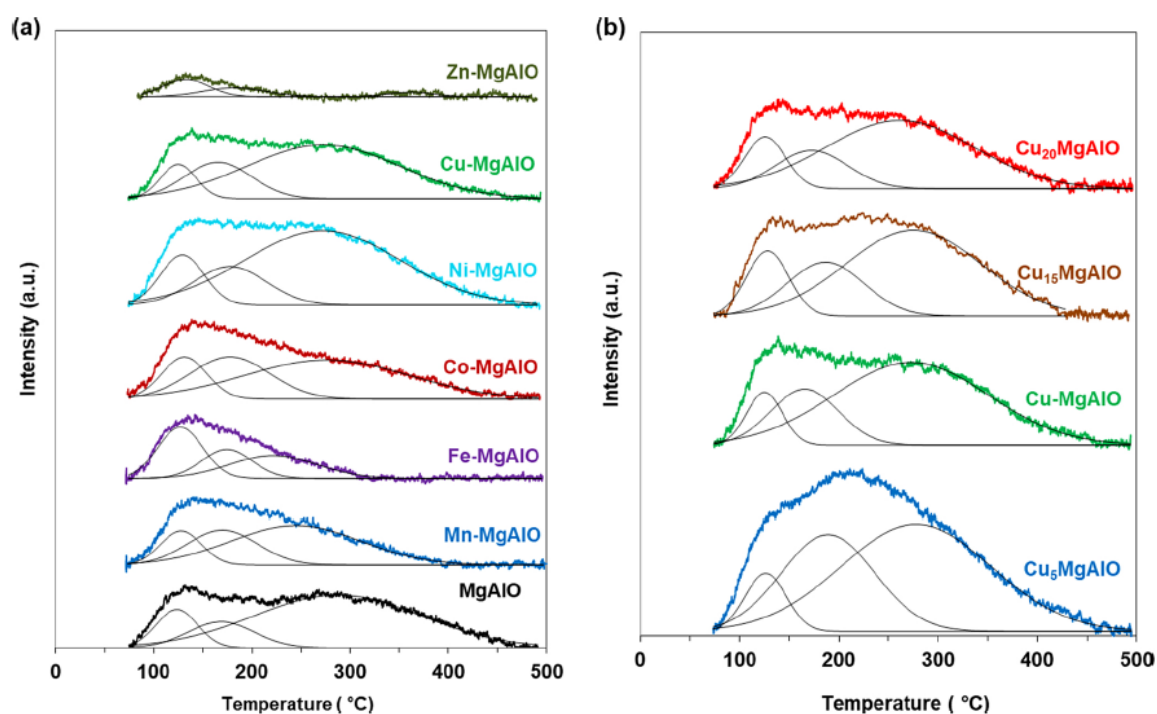 (a)
Zn-MgAlO
Cu-MgAlO
Ni-MgAlO
Co-MgAlO
Fe-MgAlO
Mn-MgAlO
MgAlO
Intensity (a.u.)
0 100 200 300 400 500
Temperature ( °C)
(b)
Cu₂₀MgAlO
Cu₁₅MgAlO
Cu-MgAlO
Cu₅MgAlO
Intensity (a.u.)
0 100 200 300 400 500
Temperature ( °C)